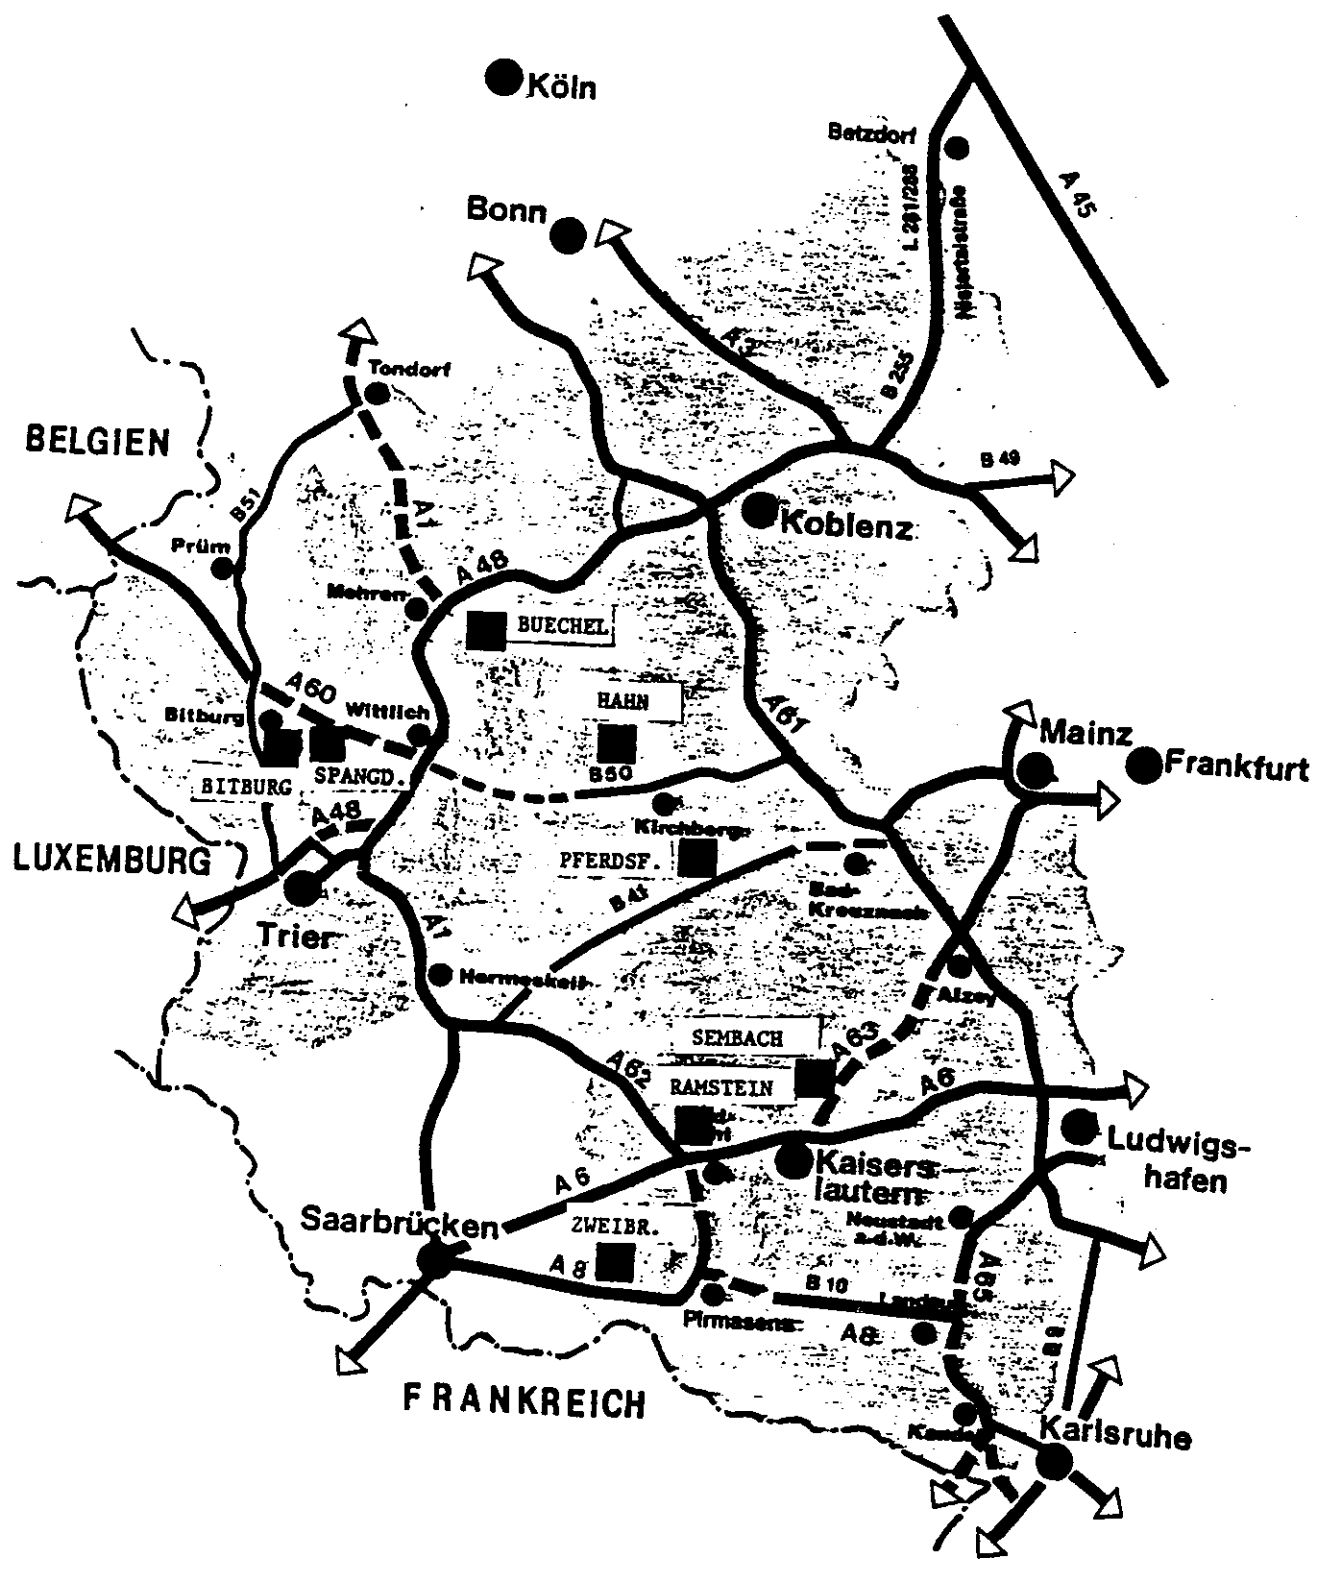 Köln
Betzdorf
A 45
L 281/288
Bonn
A 3
B 255
Tondorf
BELGIEN
B 49
B51
A1
Koblenz
Prüm
A 48
Mehren
BUECHEL
A60
HAHN
A61
Wittlich
Bitburg
Mainz
Frankfurt
BITBURG
SPANGD.
B50
A48
Kirchberg
LUXEMBURG
PFERDSF.
B 41
Bad-
Kreuznach
A1
Trier
Hermeskeil
Alzey
SEMBACH
A63
A62
RAMSTEIN
A6
Ludwigs-
hafen
Kaisers
lautern
A 6
Saarbrücken
ZWEIBR.
Neustadt
a.d.W.
A 8
A65
B 10
Landau
Pirmasens
A8
FRANKREICH
Kandel
Karlsruhe